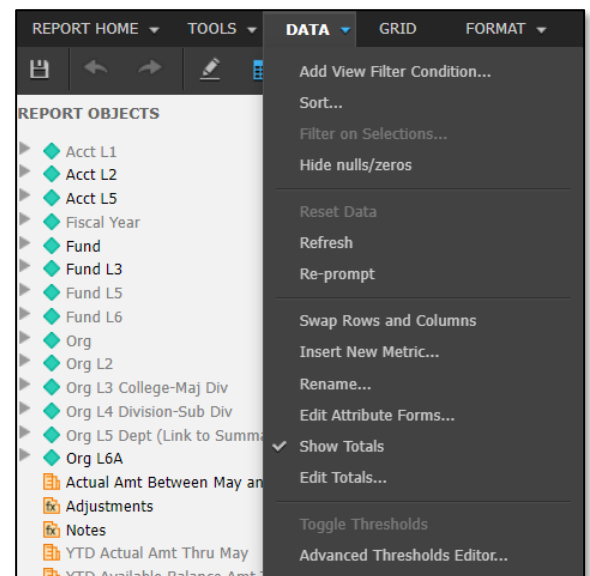 REPORT HOME TOOLS DATA GRID FORMAT
REPORT OBJECTS
Acct L1
Acct L2
Acct L5
Fiscal Year
Fund
Fund L3
Fund L5
Fund L6
Org
Org L2
Org L3 College-Maj Div
Org L4 Division-Sub Div
Org L5 Dept (Link to Summa
Org L6A
Actual Amt Between May an
Adjustments
Notes
YTD Actual Amt Thru May
YTD Available Balance Amt
Add View Filter Condition...
Sort...
Filter on Selections...
Hide nulls/zeros
Reset Data
Refresh
Re-prompt
Swap Rows and Columns
Insert New Metric...
Rename...
Edit Attribute Forms...
Show Totals
Edit Totals...
Toggle Thresholds
Advanced Thresholds Editor...